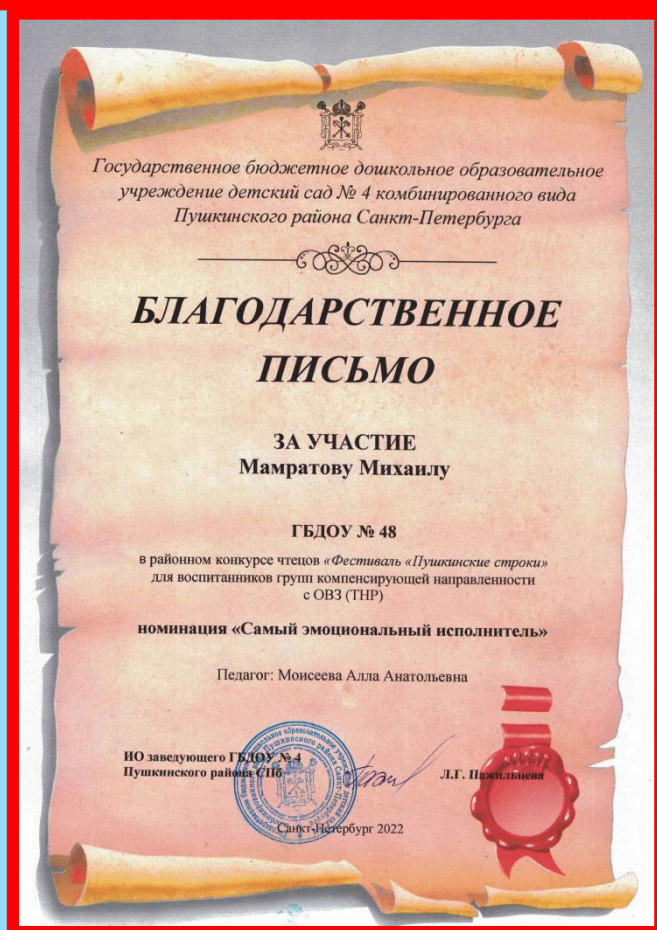 Государственное бюджетное дошкольное образовательное
учреждение детский сад № 4 комбинированного вида
Пушкинского района Санкт-Петербурга
БЛАГОДАРСТВЕННОЕ
ПИСЬМО
ЗА УЧАСТИЕ
Мамратову Михаилу
ГБДОУ № 48
в районном конкурсе чтецов «Фестиваль «Пушкинские строки»
для воспитанников групп компенсирующей направленности
с ОВЗ (ТНР)
номинация «Самый эмоциональный исполнитель»
Педагог: Моисеева Алла Анатольевна
ИО заведующего ГБДОУ № 4
Пушкинского района СПб
Л.Г. Пажильцева
Санкт-Петербург 2022